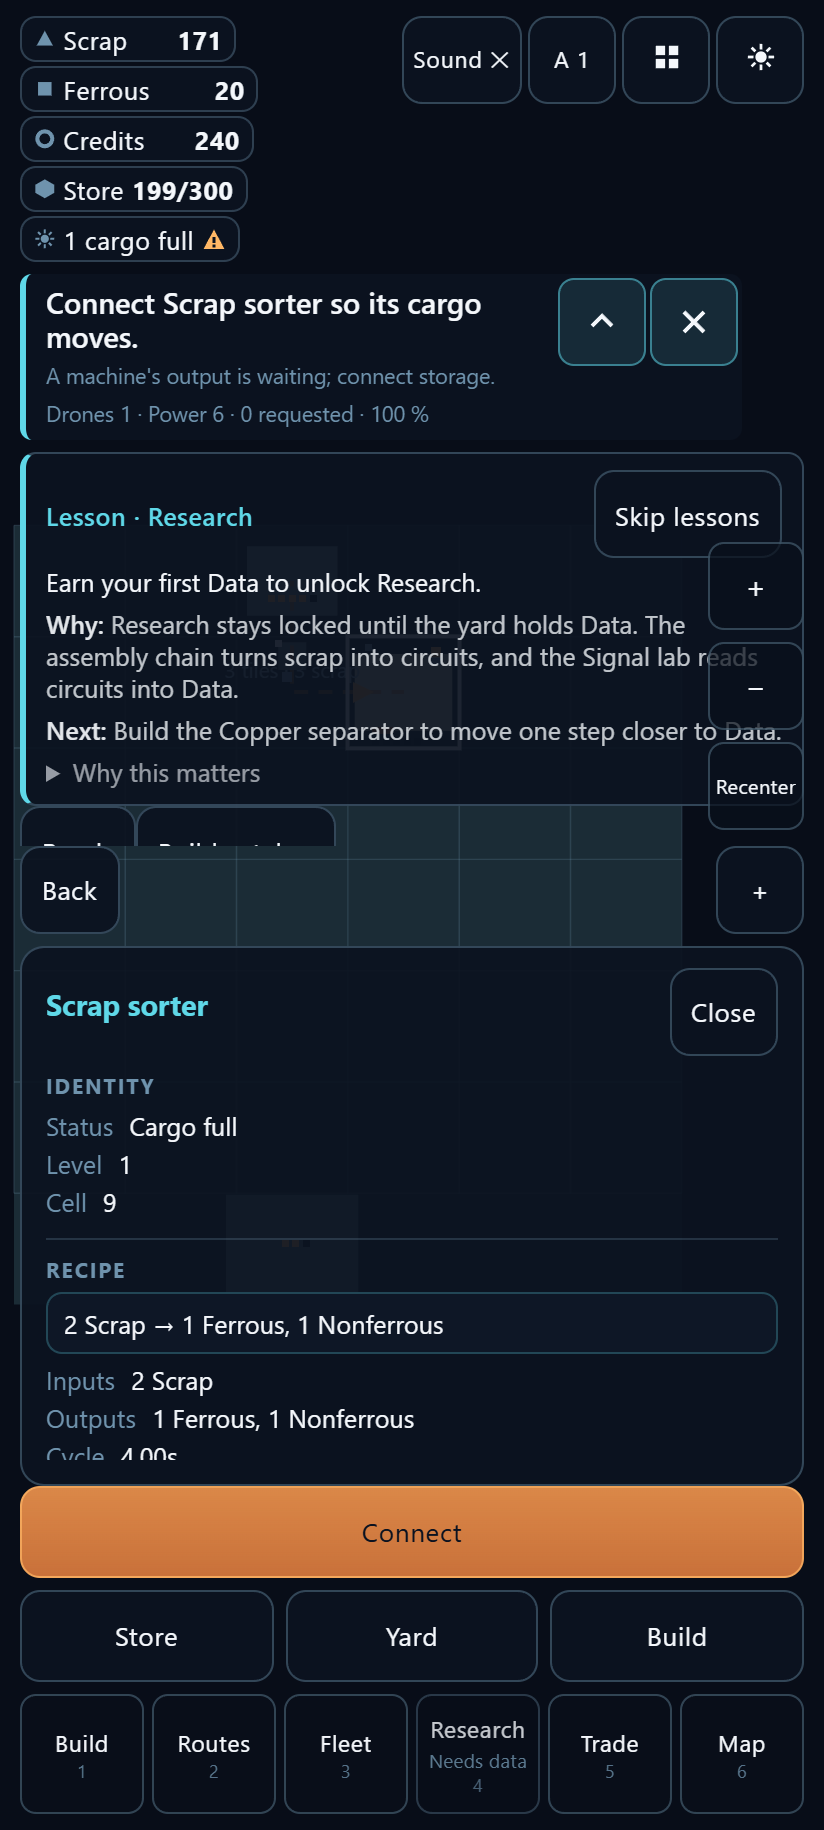 Scrap 171
Sound ✕
A 1
Ferrous 20
Credits 240
Store 199/300
1 cargo full
Connect Scrap sorter so its cargo
moves.
A machine's output is waiting; connect storage.
Drones 1 · Power 6 · 0 requested · 100 %
Lesson · Research
Skip lessons
Earn your first Data to unlock Research.
+
Why: Research stays locked until the yard holds Data. The
assembly chain turns scrap into circuits, and the Signal lab reads
circuits into Data.
−
Next: Build the Copper separator to move one step closer to Data.
▶ Why this matters
Recenter
Back
+
Scrap sorter
Close
IDENTITY
Status Cargo full
Level 1
Cell 9
RECIPE
2 Scrap → 1 Ferrous, 1 Nonferrous
Inputs 2 Scrap
Outputs 1 Ferrous, 1 Nonferrous
Cycle 4.00s
Connect
Store
Yard
Build
Build
1
Routes
2
Fleet
3
Research
Needs data
4
Trade
5
Map
6